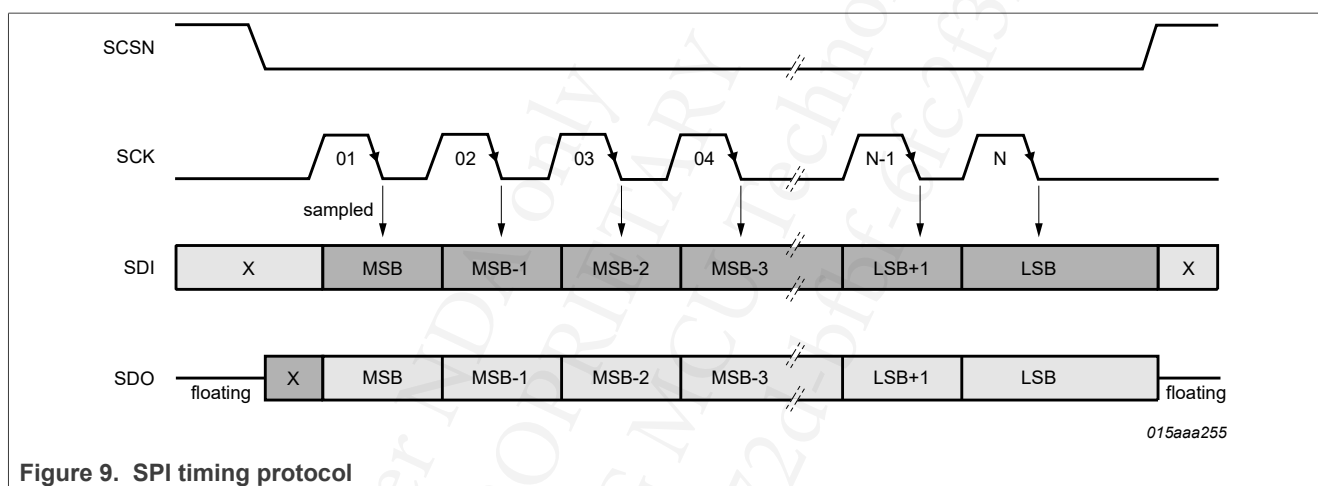 SCSN
SCK
01 02 03 04 N-1 N
sampled
SDI
X MSB MSB-1 MSB-2 MSB-3 LSB+1 LSB X
SDO
floating X MSB MSB-1 MSB-2 MSB-3 LSB+1 LSB floating
015aaa255
Figure 9. SPI timing protocol